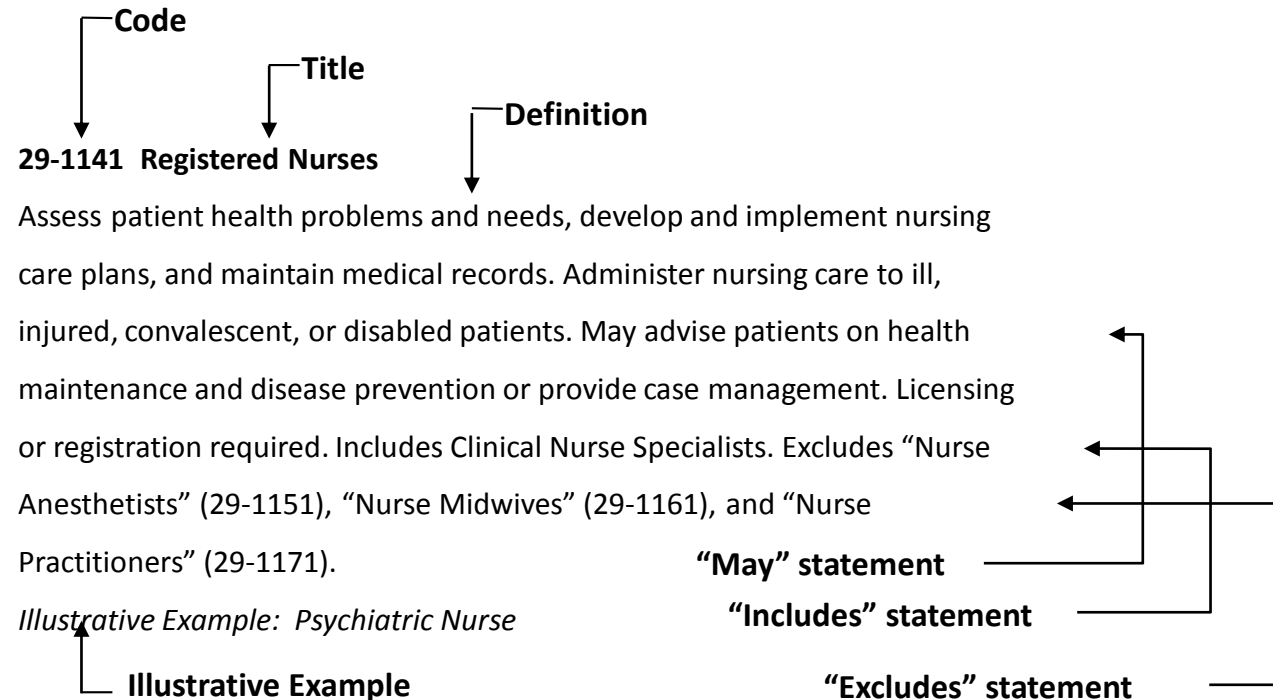 Code
Title
Definition
29-1141 Registered Nurses
Assess patient health problems and needs, develop and implement nursing
care plans, and maintain medical records. Administer nursing care to ill,
injured, convalescent, or disabled patients. May advise patients on health
maintenance and disease prevention or provide case management. Licensing
or registration required. Includes Clinical Nurse Specialists. Excludes “Nurse
Anesthetists” (29-1151), “Nurse Midwives” (29-1161), and “Nurse
Practitioners” (29-1171).
“May” statement
“Includes” statement
Illustrative Example: Psychiatric Nurse
Illustrative Example
“Excludes” statement